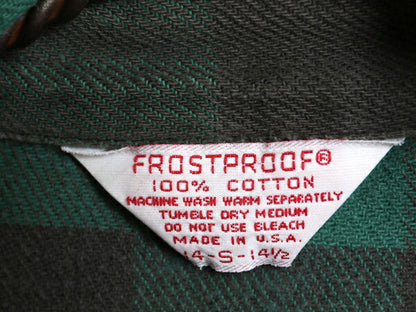 FROSTPROOF®
100% COTTON
MACHINE WASH WARM SEPARATELY
TUMBLE DRY MEDIUM
DO NOT USE BLEACH
MADE IN U.S.A.
14-S-14½